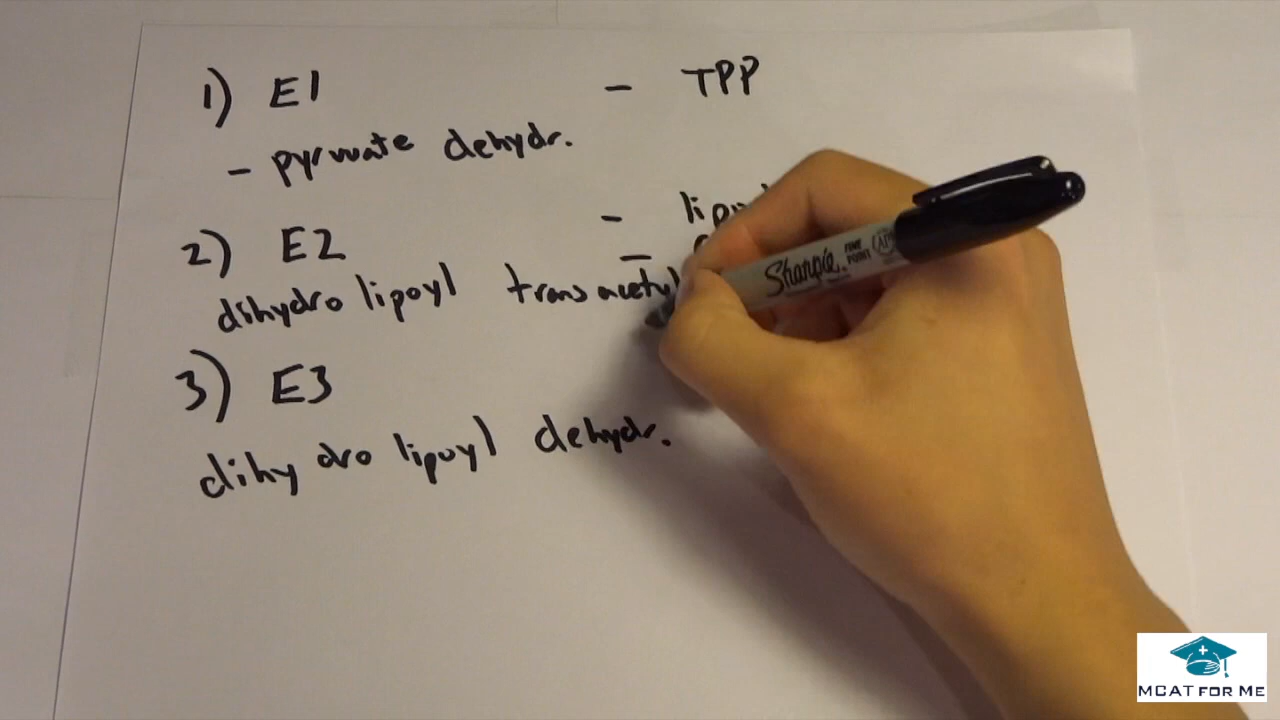 1) E1 - TPP
- pyruvate dehydr.
2) E2 -
dihydro lipoyl
3) E3
dihydro lipoyl dehydr.
Sharpie. FINE POINT
MCAT FOR ME